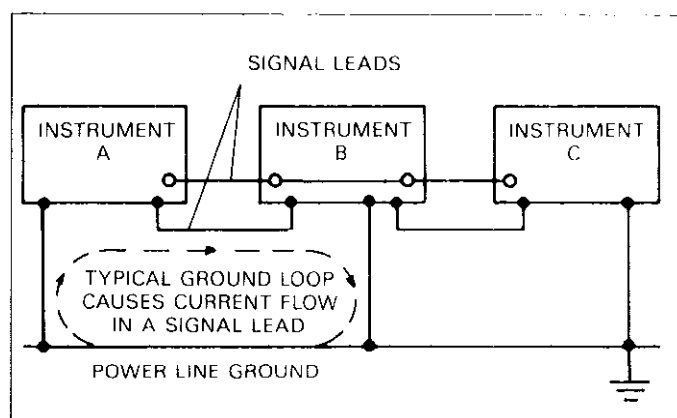 SIGNAL LEADS
INSTRUMENT
A
INSTRUMENT
B
INSTRUMENT
C
TYPICAL GROUND LOOP
CAUSES CURRENT FLOW
IN A SIGNAL LEAD
POWER LINE GROUND